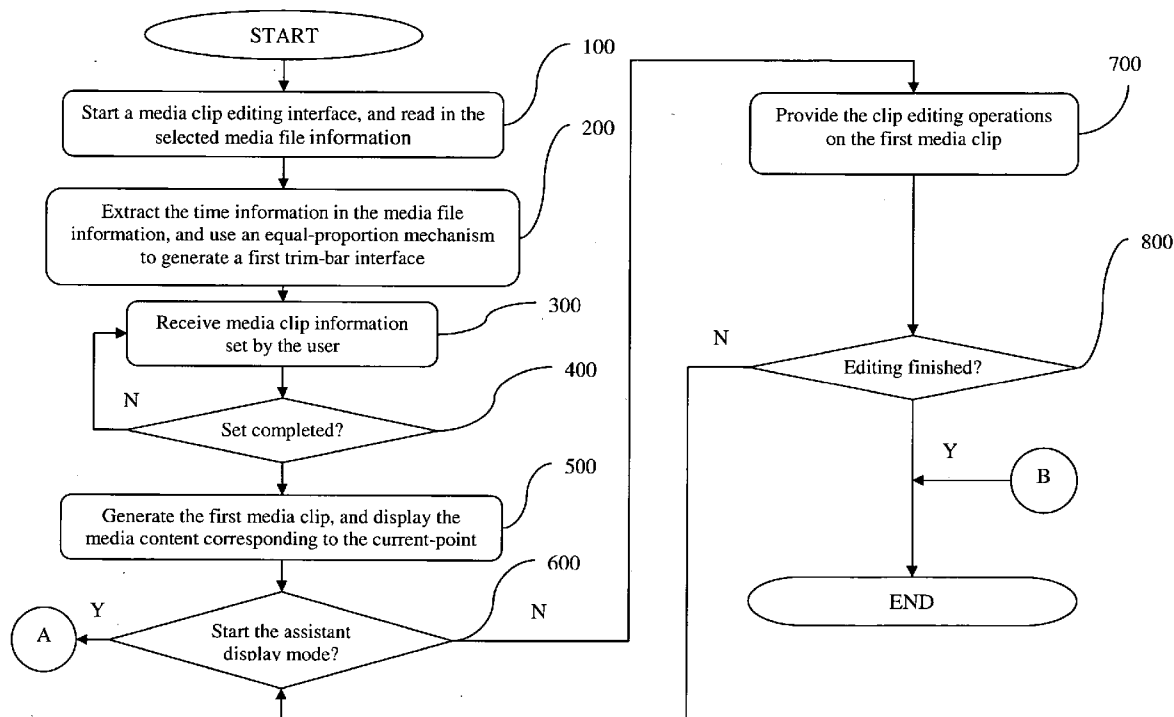 START
100
Start a media clip editing interface, and read in the
selected media file information
200
Extract the time information in the media file
information, and use an equal-proportion mechanism
to generate a first trim-bar interface
300
Receive media clip information
set by the user
400
N
Set completed?
500
Generate the first media clip, and display the
media content corresponding to the current-point
600
Y
N
A
Start the assistant
display mode?
700
Provide the clip editing operations
on the first media clip
800
N
Editing finished?
Y
B
END